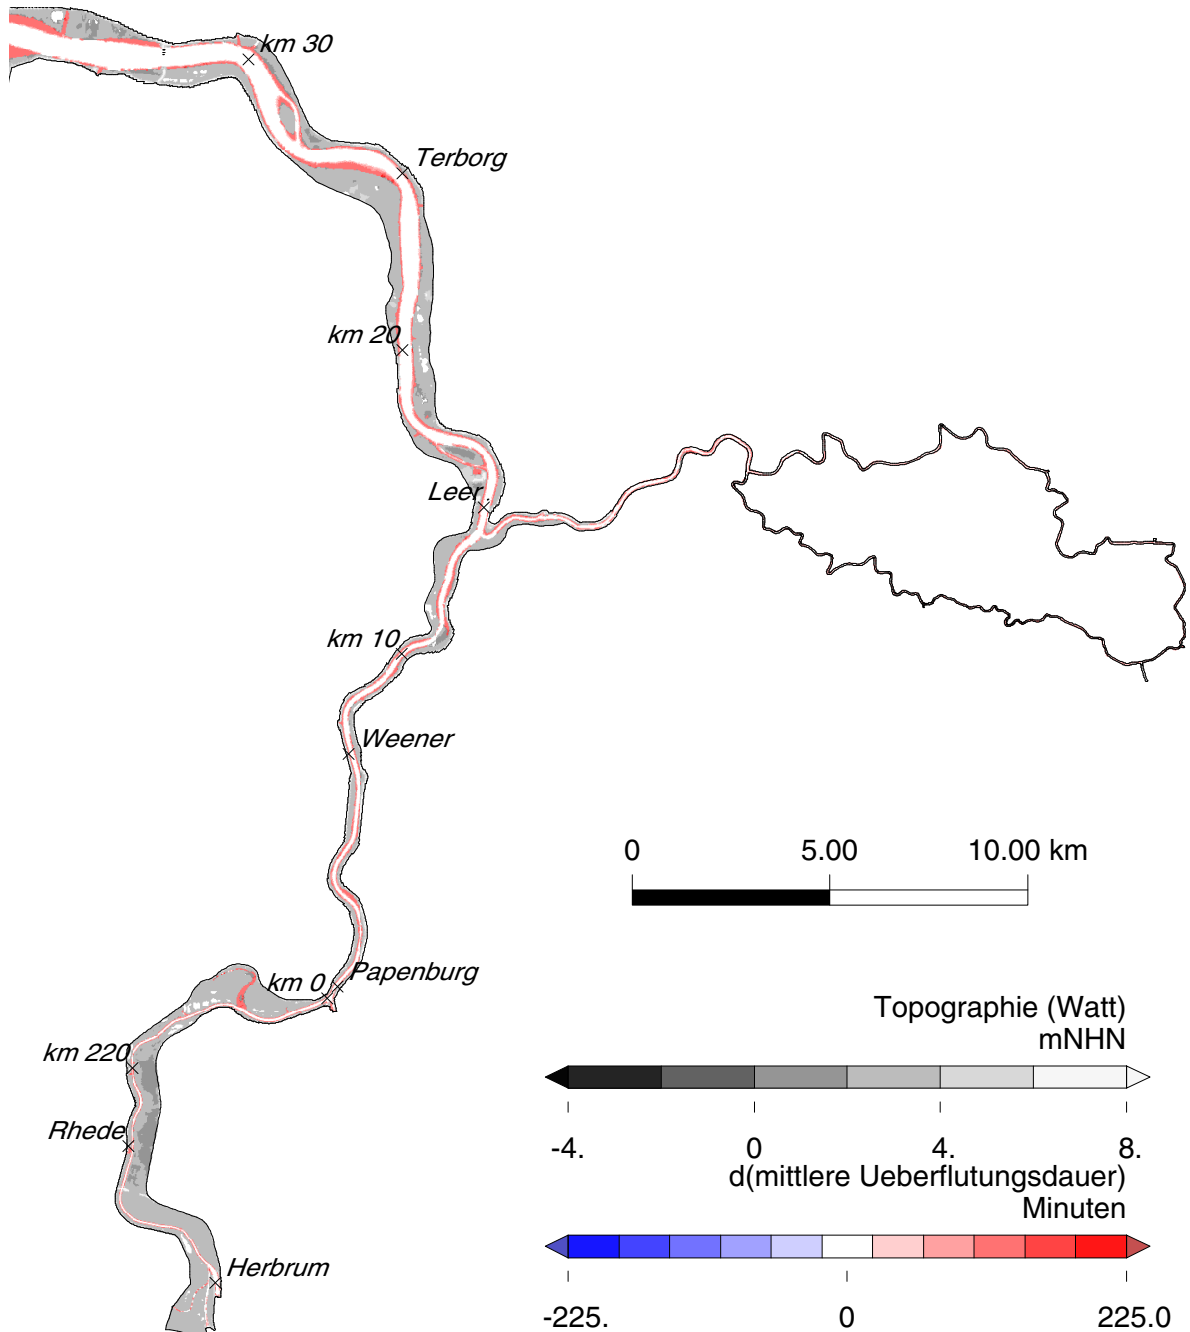 km 30
Terborg
km 20
Leer
km 10
Weener
0 5.00 10.00 km
km 0 Papenburg
Topographie (Watt)
mNHN
km 220
Rhede
-4. 0 4. 8.
d(mittlere Ueberflutungsdauer)
Minuten
Herbrum
-225. 0 225.0